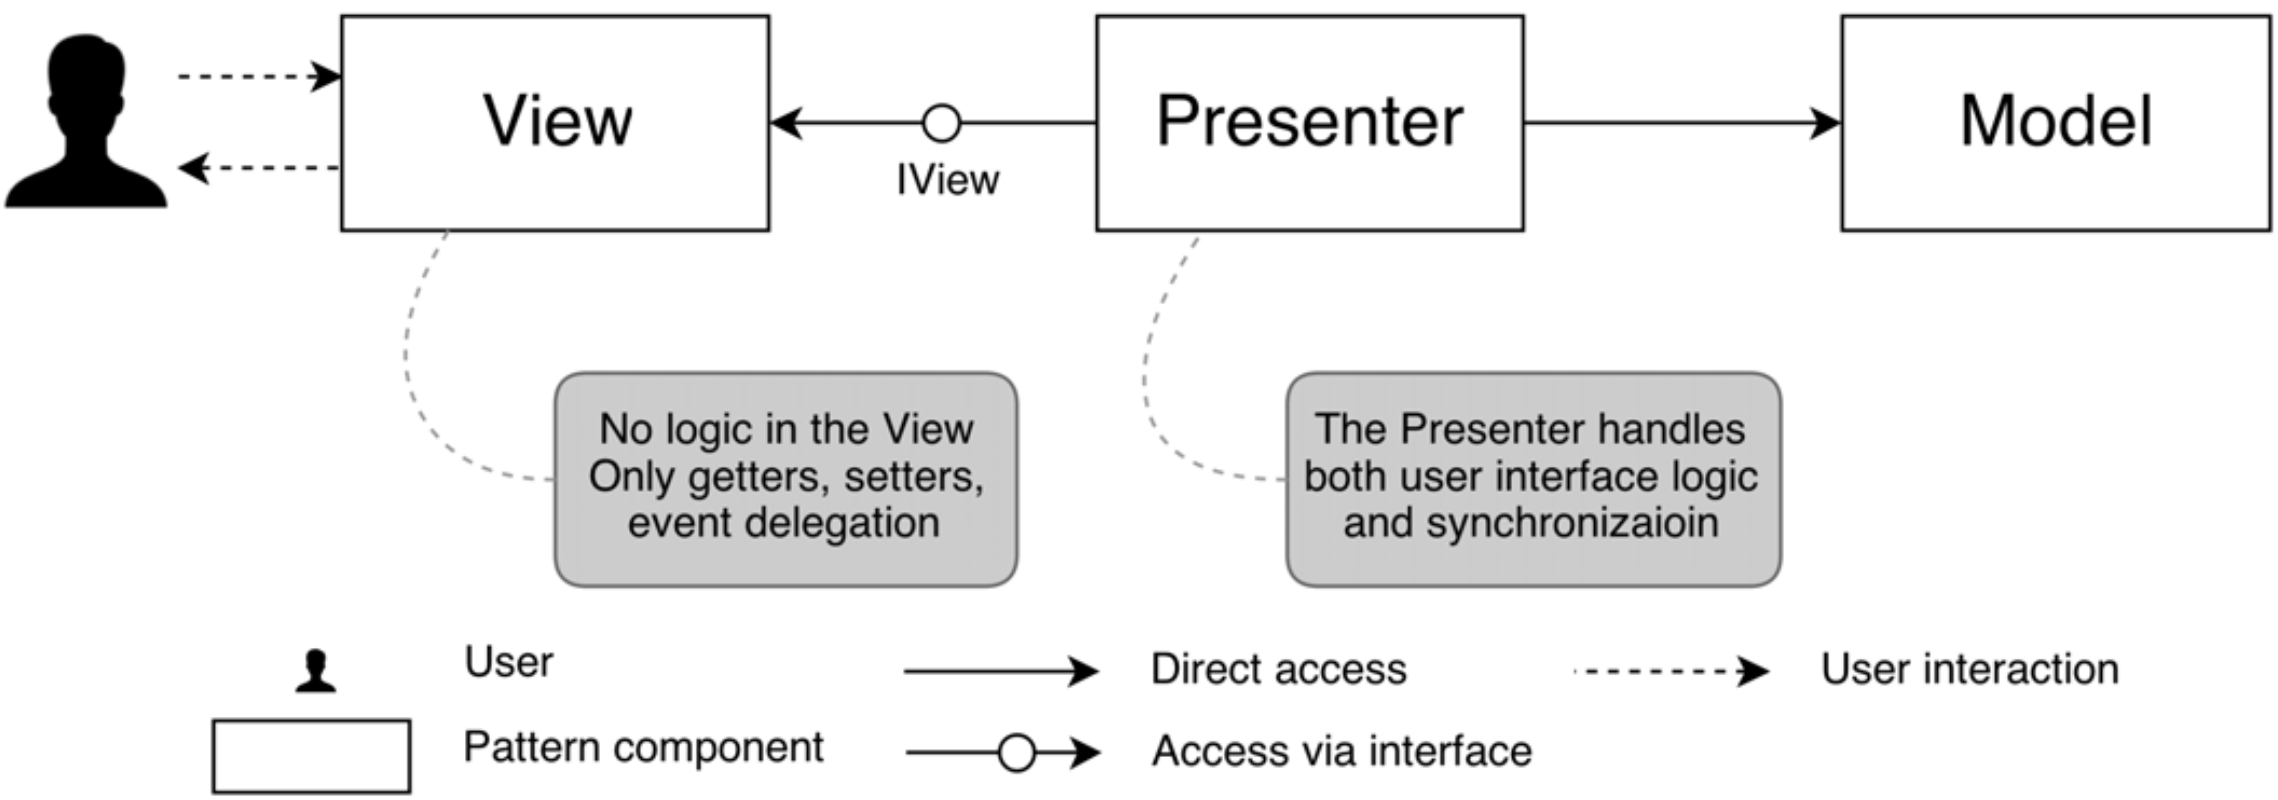 View
Presenter
Model
IView
No logic in the View
Only getters, setters,
event delegation
The Presenter handles
both user interface logic
and synchronizaioin
User
Direct access
User interaction
Pattern component
Access via interface